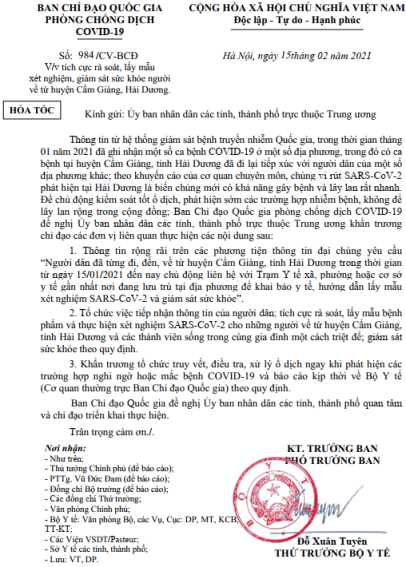 BAN CHỈ ĐẠO QUỐC GIA
PHÒNG CHỐNG DỊCH
COVID-19
CỘNG HÒA XÃ HỘI CHỦ NGHĨA VIỆT NAM
Độc lập - Tự do - Hạnh phúc
Số: 984/CV-BCĐ
V/v tích cực rà soát, lấy mẫu
xét nghiệm, giám sát sức khỏe người
về từ huyện Cẩm Giàng, Hải Dương.
Hà Nội, ngày 15 tháng 02 năm 2021
HỎA TỐC
Kính gửi: Ủy ban nhân dân các tỉnh, thành phố trực thuộc Trung ương
Thông tin từ hệ thống giám sát bệnh truyền nhiễm Quốc gia, trong thời gian tháng
01 năm 2021 đã ghi nhận một số ca bệnh COVID-19 ở một số địa phương, trong đó có ca
bệnh tại huyện Cẩm Giàng, tỉnh Hải Dương đã đi lại tiếp xúc với người dân của một số
địa phương khác; theo khuyến cáo của cơ quan chuyên môn, chủng vi rút SARS-CoV-2
phát hiện tại Hải Dương là biến chủng mới có khả năng gây bệnh và lây lan rất nhanh.
Để chủ động kiểm soát tốt ổ dịch, phát hiện sớm các trường hợp nhiễm bệnh, không để
lây lan rộng trong cộng đồng; Ban Chỉ đạo Quốc gia phòng chống dịch COVID-19
đề nghị Ủy ban nhân dân các tỉnh, thành phố trực thuộc Trung ương khẩn trương
chỉ đạo các đơn vị liên quan thực hiện các nội dung sau:
1. Thông tin rộng rãi trên các phương tiện thông tin đại chúng yêu cầu
“Người dân đã từng đi, đến, về từ huyện Cẩm Giàng, tỉnh Hải Dương trong thời gian
từ ngày 15/01/2021 đến nay chủ động liên hệ với Trạm Y tế xã, phường hoặc cơ sở
y tế gần nhất nơi đang lưu trú tại địa phương để khai báo y tế, hướng dẫn lấy mẫu
xét nghiệm SARS-CoV-2 và giám sát sức khỏe”.
2. Tổ chức việc tiếp nhận thông tin của người dân; tích cực rà soát, lấy mẫu bệnh
phẩm và thực hiện xét nghiệm SARS-CoV-2 cho những người về từ huyện Cẩm Giàng,
tỉnh Hải Dương và các thành viên sống trong cùng gia đình một cách triệt để; giám sát
sức khỏe theo quy định.
3. Khẩn trương tổ chức truy vết, điều tra, xử lý ổ dịch ngay khi phát hiện các
trường hợp nghi ngờ hoặc mắc bệnh COVID-19 và báo cáo kịp thời về Bộ Y tế
(Cơ quan thường trực Ban Chỉ đạo Quốc gia) theo quy định.
Ban Chỉ đạo Quốc gia đề nghị Ủy ban nhân dân các tỉnh, thành phố quan tâm
và chỉ đạo triển khai thực hiện.
Trân trọng cảm ơn./.
Nơi nhận:
- Như trên;
- Thủ tướng Chính phủ (để báo cáo);
- PTTg. Vũ Đức Đam (để báo cáo);
- Đồng chí Bộ trưởng (để báo cáo);
- Các đồng chí Thứ trưởng;
- Văn phòng Chính phủ;
- Bộ Y tế: Văn phòng Bộ, các Vụ, Cục: DP, MT, KCB,
TT-KT;
- Các Viện VSDT/Pasteur;
- Sở Y tế các tỉnh, thành phố;
- Lưu: VT, DP.
KT. TRƯỞNG BAN
PHÓ TRƯỞNG BAN
Đỗ Xuân Tuyên
THỨ TRƯỞNG BỘ Y TẾ